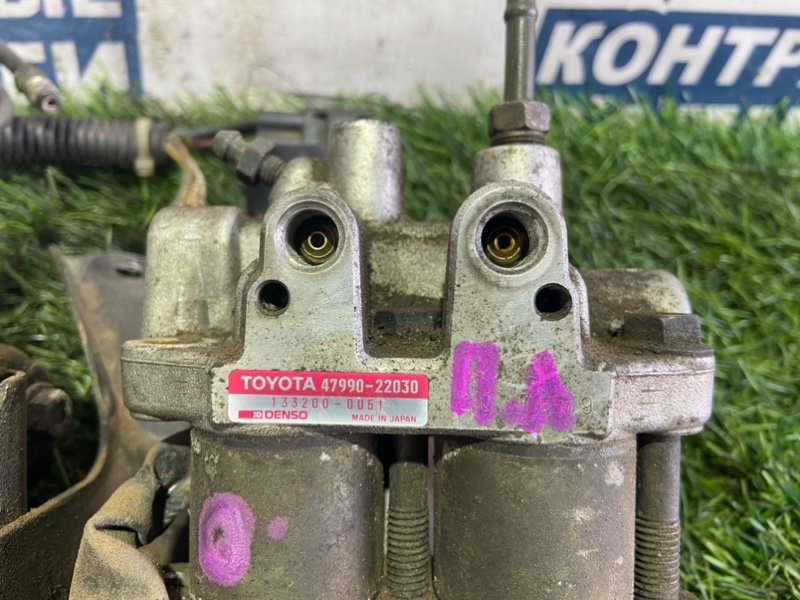 КОНТР
TOYOTA 47990-22030
133200-0051
DENSO MADE IN JAPAN
П.А